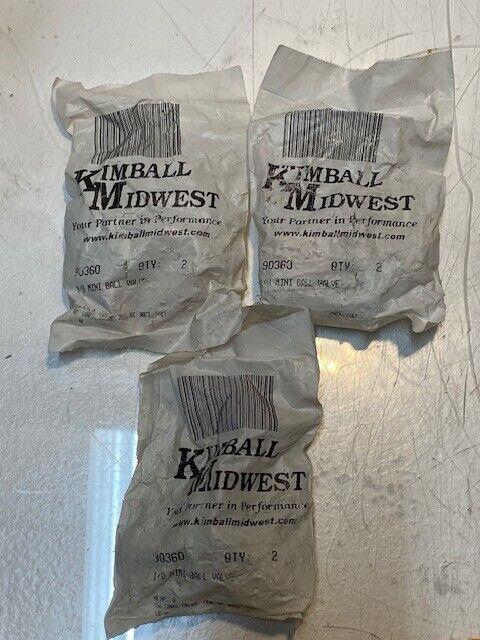 KIMBALL
MIDWEST
Your Partner in Performance
www.kimballmidwest.com
90360 QTY: 2
MINI BALL VALVE
KIMBALL
MIDWEST
Your Partner in Performance
www.kimballmidwest.com
90360 QTY: 2
MINI BALL VALVE
KIMBALL
MIDWEST
Your Partner in Performance
www.kimballmidwest.com
90360 QTY: 2
MINI BALL VALVE